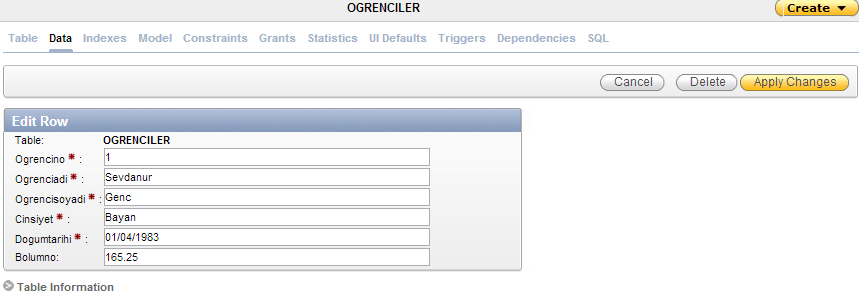 OGRENCILER
Create ▼
Table Data Indexes Model Constraints Grants Statistics UI Defaults Triggers Dependencies SQL
Cancel Delete Apply Changes
Edit Row
Table: OGRENCILER
Ogrencino * : 1
Ogrenciadi * : Sevdanur
Ogrencisoyadi * : Genc
Cinsiyet * : Bayan
Dogumtarihi * : 01/04/1983
Bolumno: 165.25
Table Information